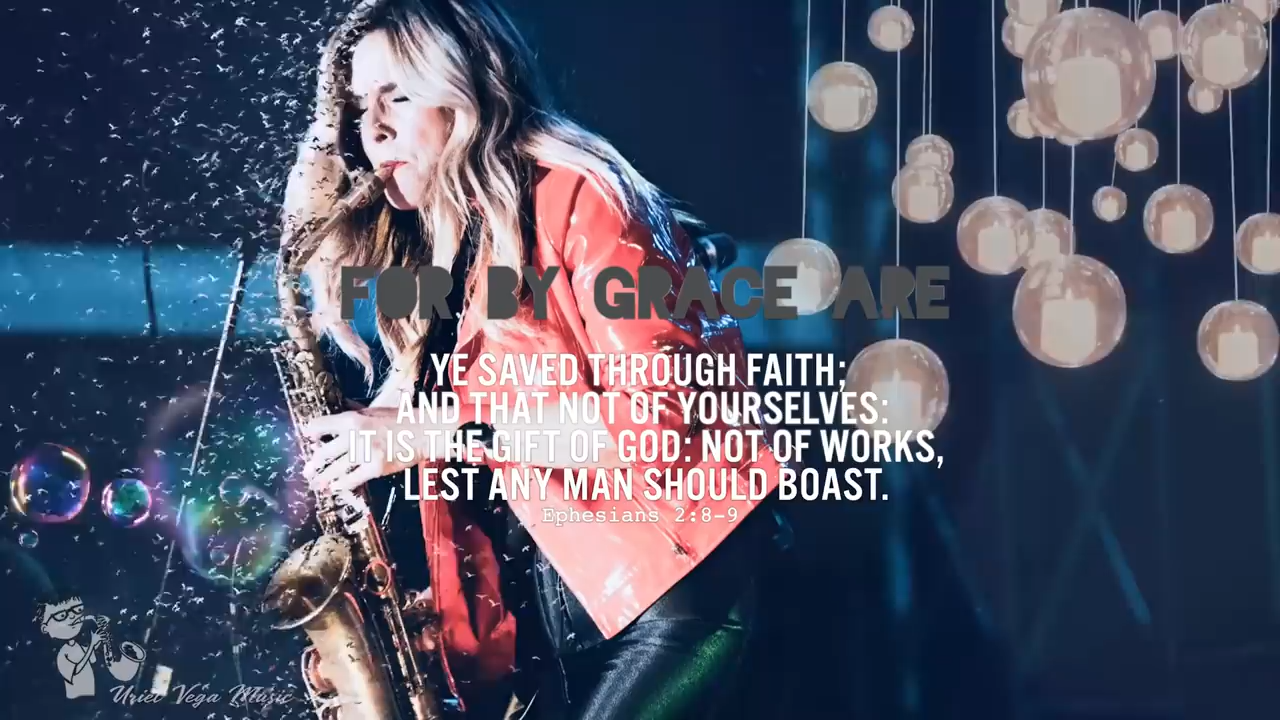 FOR BY GRACE ARE
YE SAVED THROUGH FAITH;
AND THAT NOT OF YOURSELVES:
IT IS THE GIFT OF GOD: NOT OF WORKS,
LEST ANY MAN SHOULD BOAST.
Ephesians 2:8-9
Uriel Vega Music